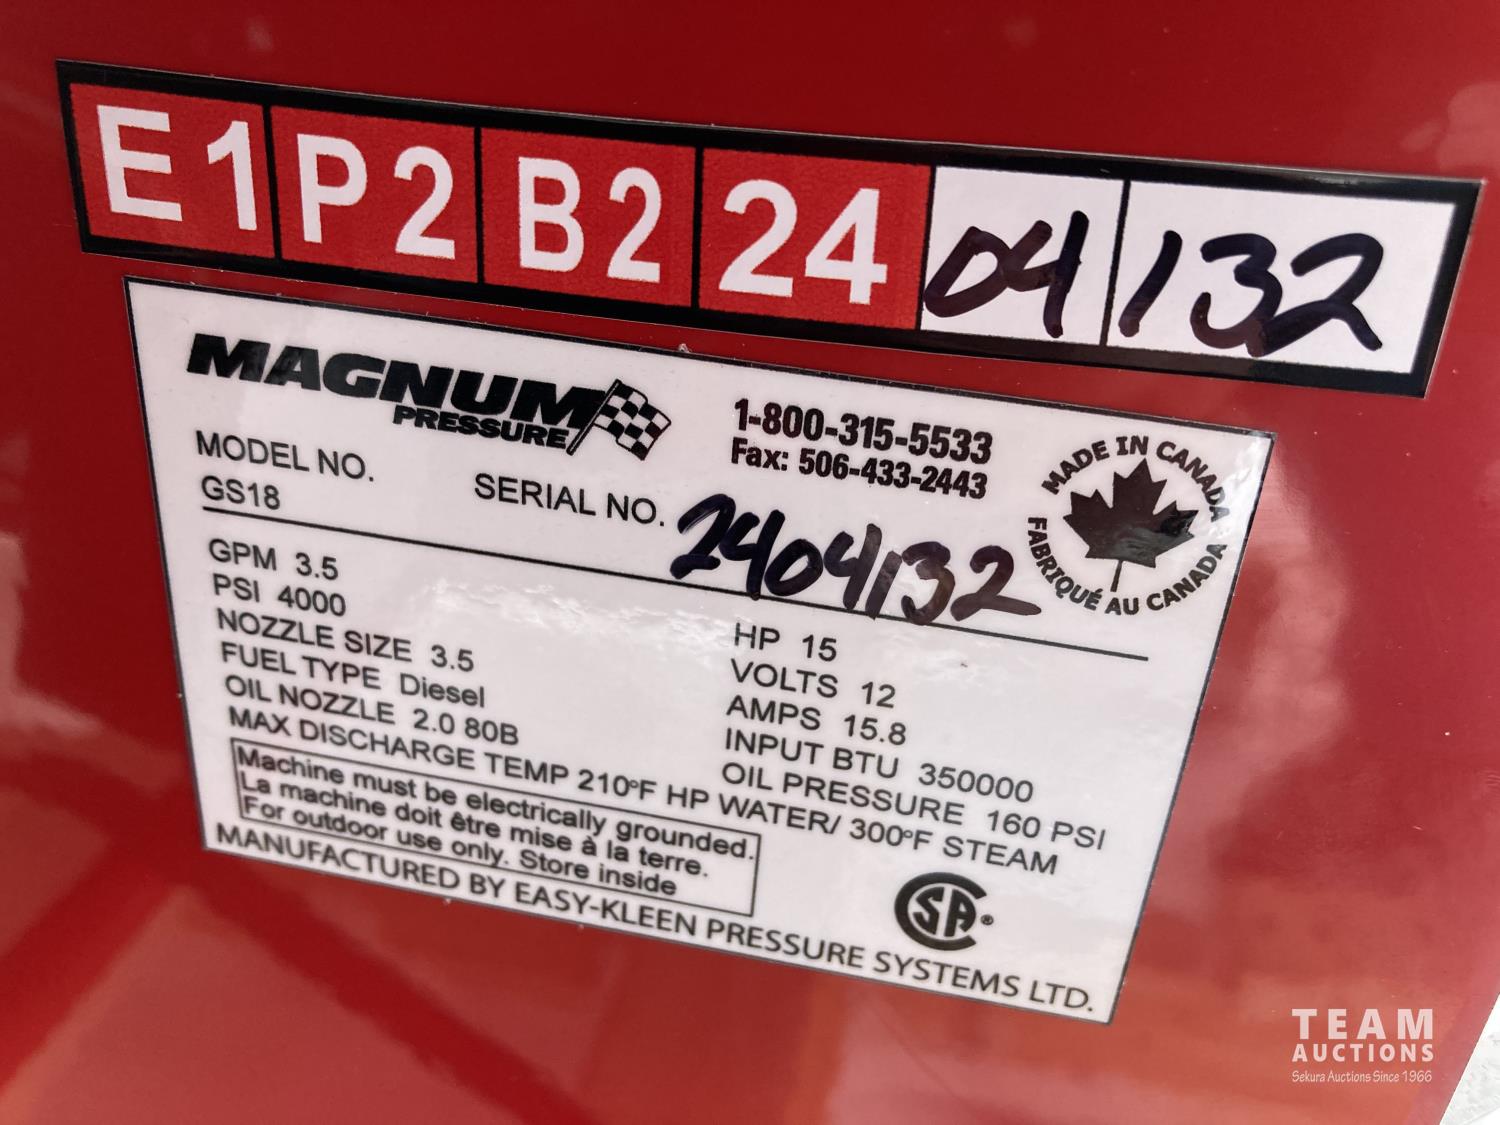 E1 P2 B2 24 04 132
MAGNUM
PRESSURE
1-800-315-5533
Fax: 506-433-2443
MADE IN CANADA
FABRIQUÉ AU CANADA
MODEL NO.
GS18
SERIAL NO. 2404132
GPM 3.5
PSI 4000
NOZZLE SIZE 3.5
FUEL TYPE Diesel
OIL NOZZLE 2.0 80B
HP 15
VOLTS 12
AMPS 15.8
INPUT BTU 350000
OIL PRESSURE 160 PSI
MAX DISCHARGE TEMP 210°F HP WATER/ 300°F STEAM
Machine must be electrically grounded.
La machine doit être mise à la terre.
For outdoor use only. Store inside
SA®
MANUFACTURED BY EASY-KLEEN PRESSURE SYSTEMS LTD.
TEAM
AUCTIONS
Sekura Auctions Since 1966